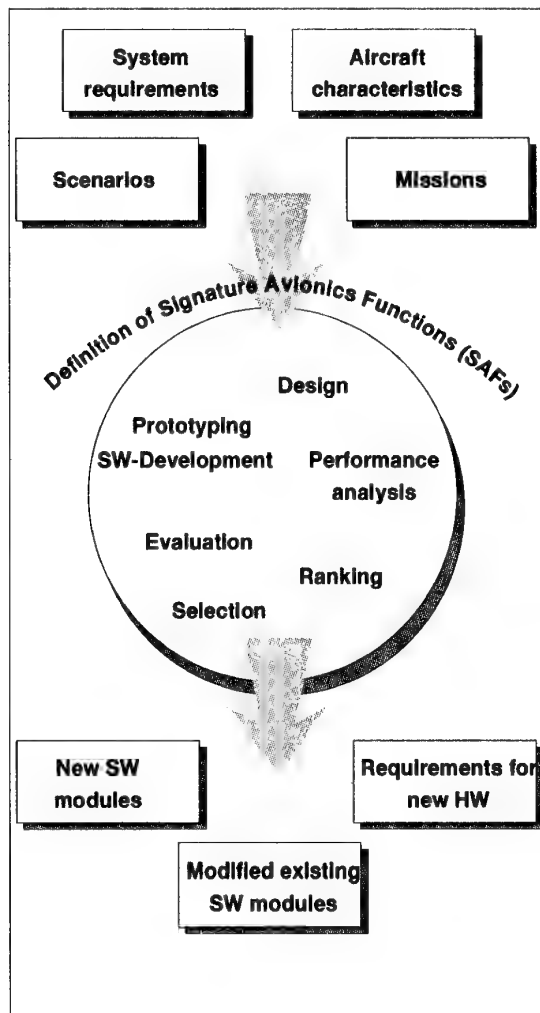 System
requirements
Aircraft
characteristics
Scenarios
Missions
Definition of Signature Avionics Functions (SAFs)
Design
Prototyping
SW-Development
Performance
analysis
Evaluation
Ranking
Selection
New SW
modules
Requirements for
new HW
Modified existing
SW modules